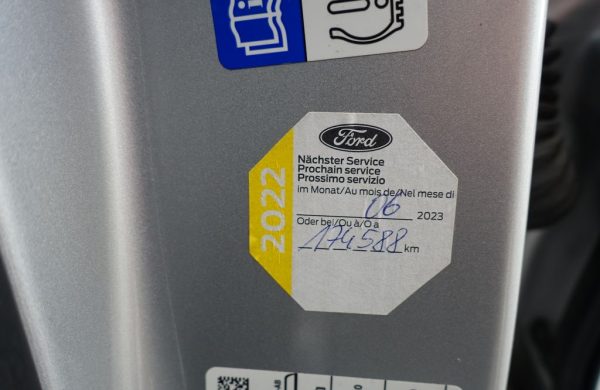 i
Ford
Nächster Service
Prochain service
Prossimo servizio
im Monat/Au mois de/Nel mese di
06 2023
Oder bei/Ou à/O a
174588 km
2022